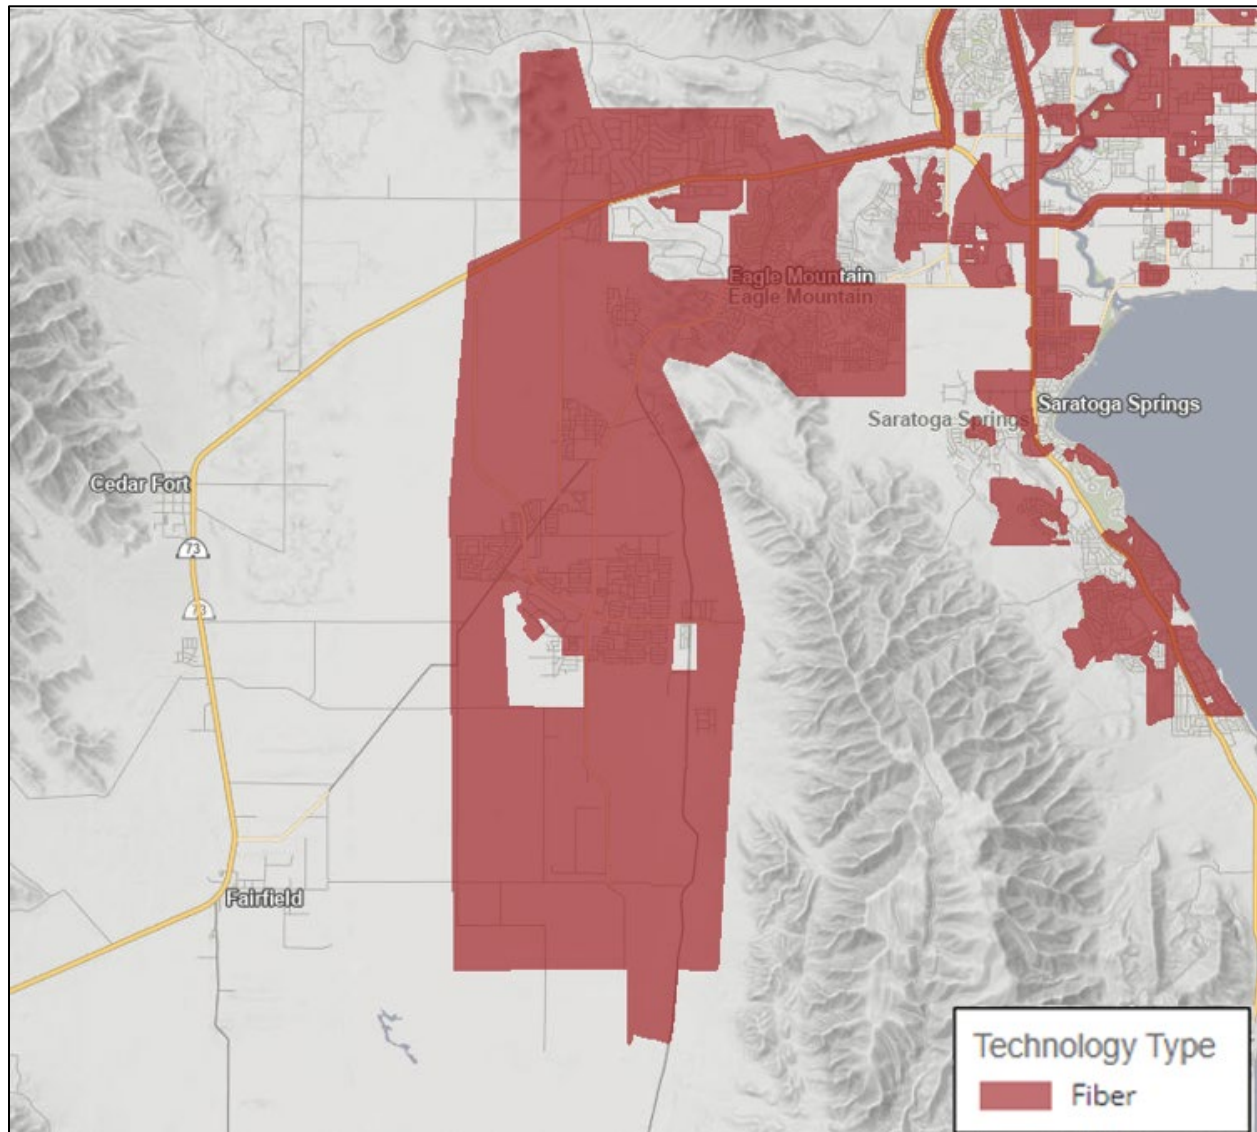 Eagle Mountain
Eagle Mountain
Saratoga Springs
Saratoga Springs
Cedar Fort
73
73
Fairfield
Technology Type
Fiber